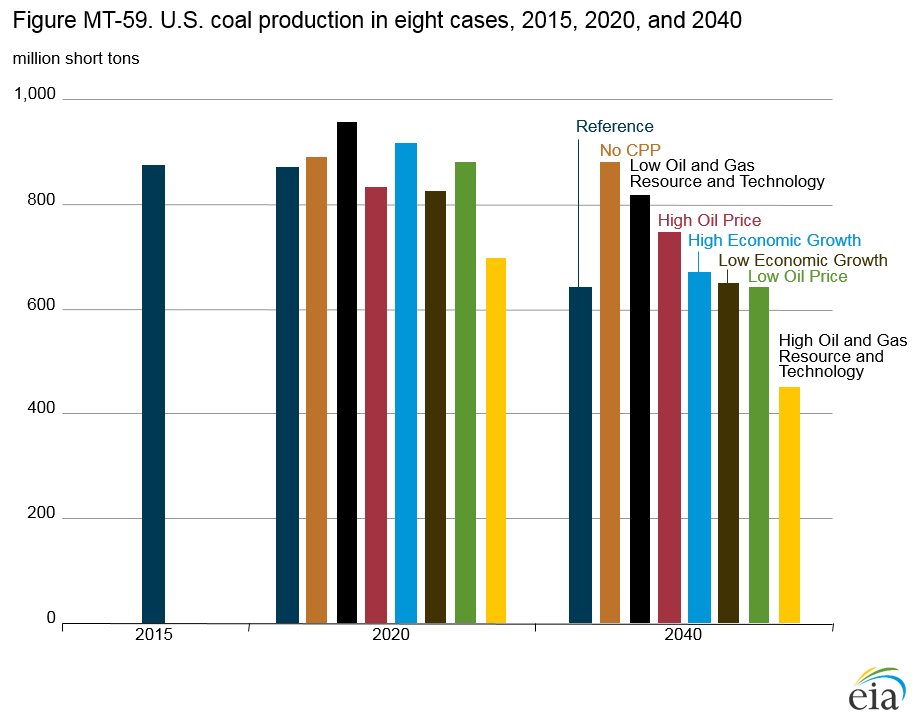 Figure MT-59. U.S. coal production in eight cases, 2015, 2020, and 2040
million short tons
1,000
800
600
400
200
0
2015
2020
2040
Reference
No CPP
Low Oil and Gas
Resource and Technology
High Oil Price
High Economic Growth
Low Economic Growth
Low Oil Price
High Oil and Gas
Resource and
Technology
eia